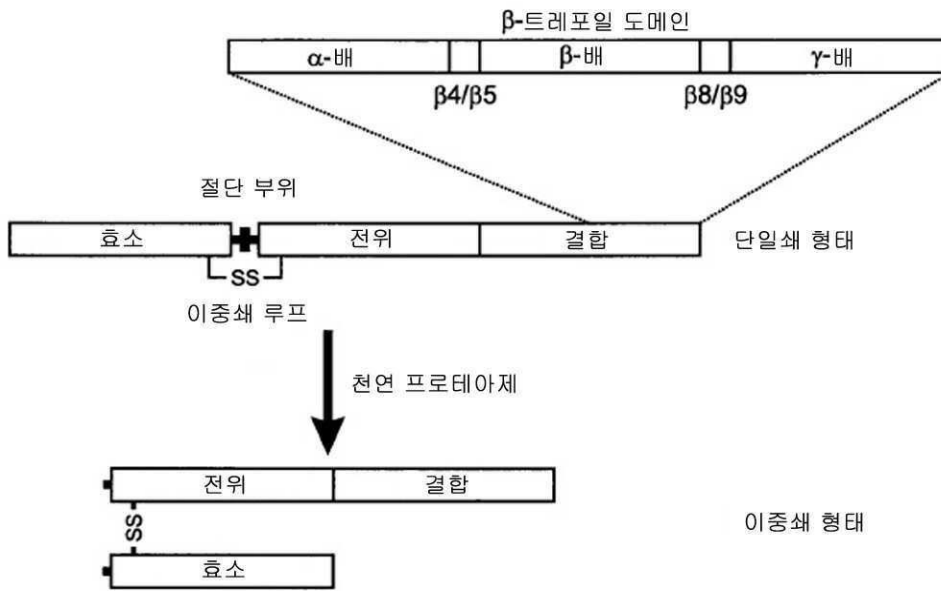 β-트레포일 도메인
α-배 β-배 γ-배
β4/β5 β8/β9
절단 부위
효소 전위 결합 단일쇄 형태
SS
이중쇄 루프
천연 프로테아제
전위 결합
SS 이중쇄 형태
효소